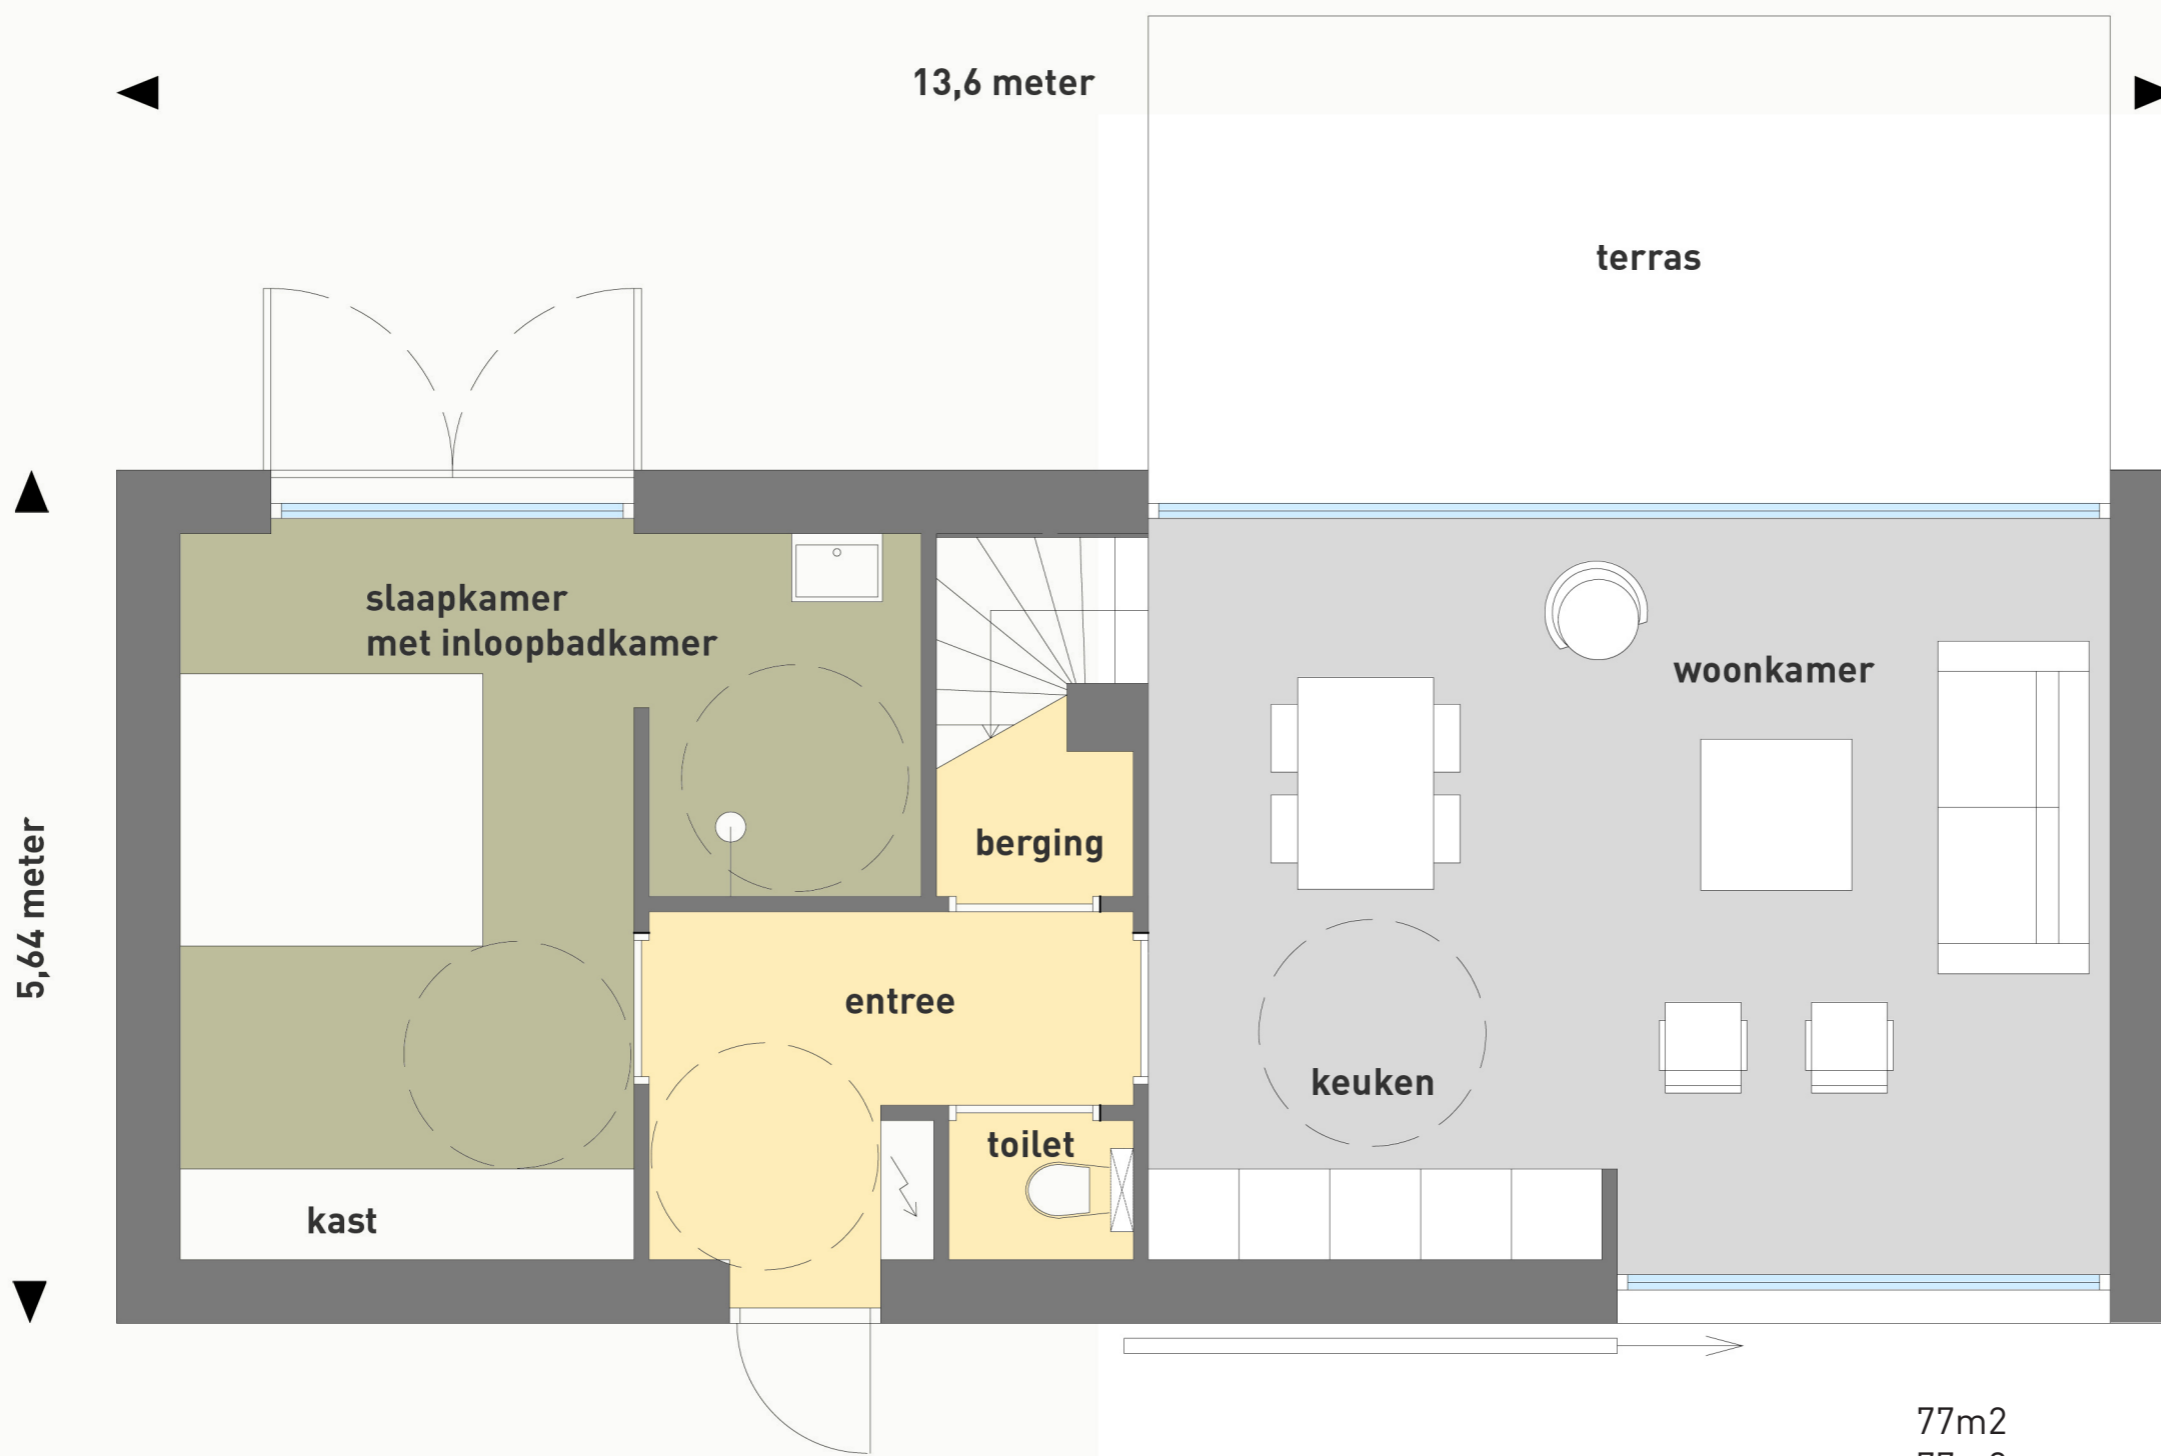 13,6 meter
terras
slaapkamer
met inloopbadkamer
woonkamer
berging
5,64 meter
entree
keuken
toilet
kast
77m2